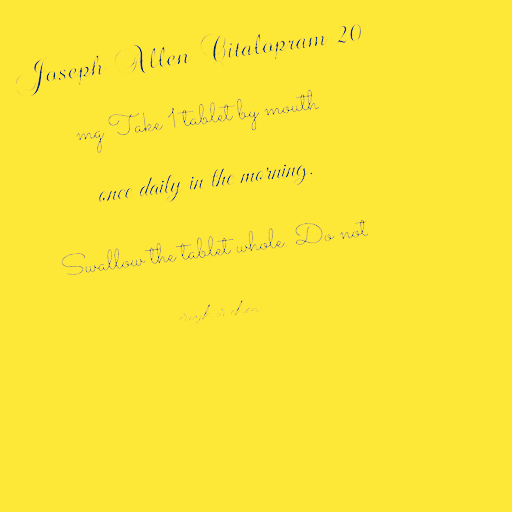 Joseph Allen Citalopram 20
mg Take 1 tablet by mouth
once daily in the morning.
Swallow the tablet whole Do not